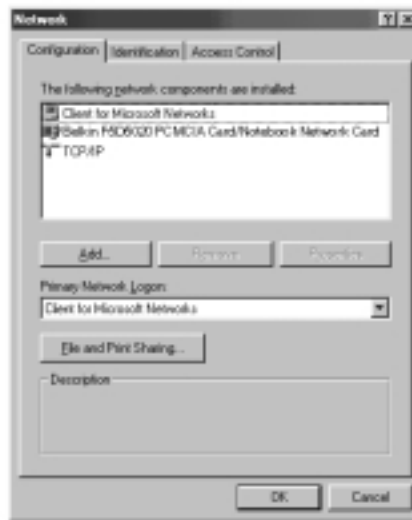 Network
Configuration Identification Access Control
The following network components are installed:
Client for Microsoft Networks
Belkin F5D5020 PCMCIA Card/Notebook Network Card
TCP/IP
Add... Remove Properties
Primary Network Logon:
Client for Microsoft Networks
File and Print Sharing...
Description
OK Cancel